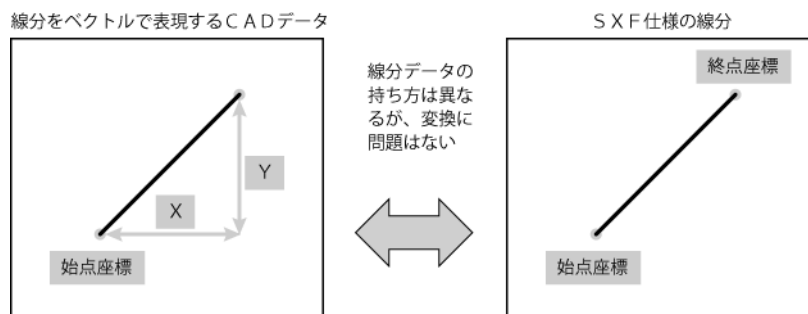 線分をベクトルで表現するＣＡＤデータ
ＳＸＦ仕様の線分
線分データの
持ち方は異な
るが、変換に
問題はない
終点座標
Y
X
始点座標
始点座標